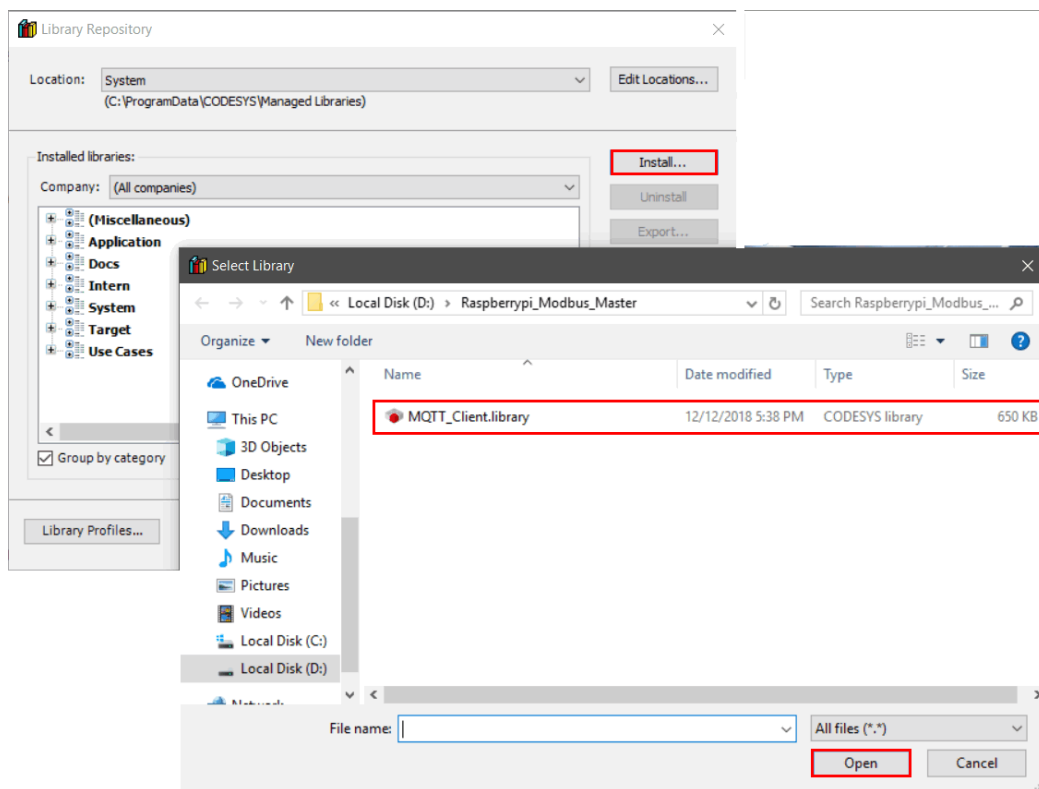 Library Repository
Location: System Edit Locations...
(C:\ProgramData\CODESYS\Managed Libraries)
Installed libraries:
Install...
Company: (All companies)
Uninstall
(Miscellaneous)
Export...
Application
Docs
Intern
System
Target
Use Cases
Group by category
Library Profiles...
Select Library
« Local Disk (D:) › Raspberrypi_Modbus_Master
Search Raspberrypi_Modbus_...
Organize New folder
Name Date modified Type Size
MQTT_Client.library 12/12/2018 5:38 PM CODESYS library 650 KB
OneDrive
This PC
3D Objects
Desktop
Documents
Downloads
Music
Pictures
Videos
Local Disk (C:)
Local Disk (D:)
File name: All files (*.*)
Open Cancel